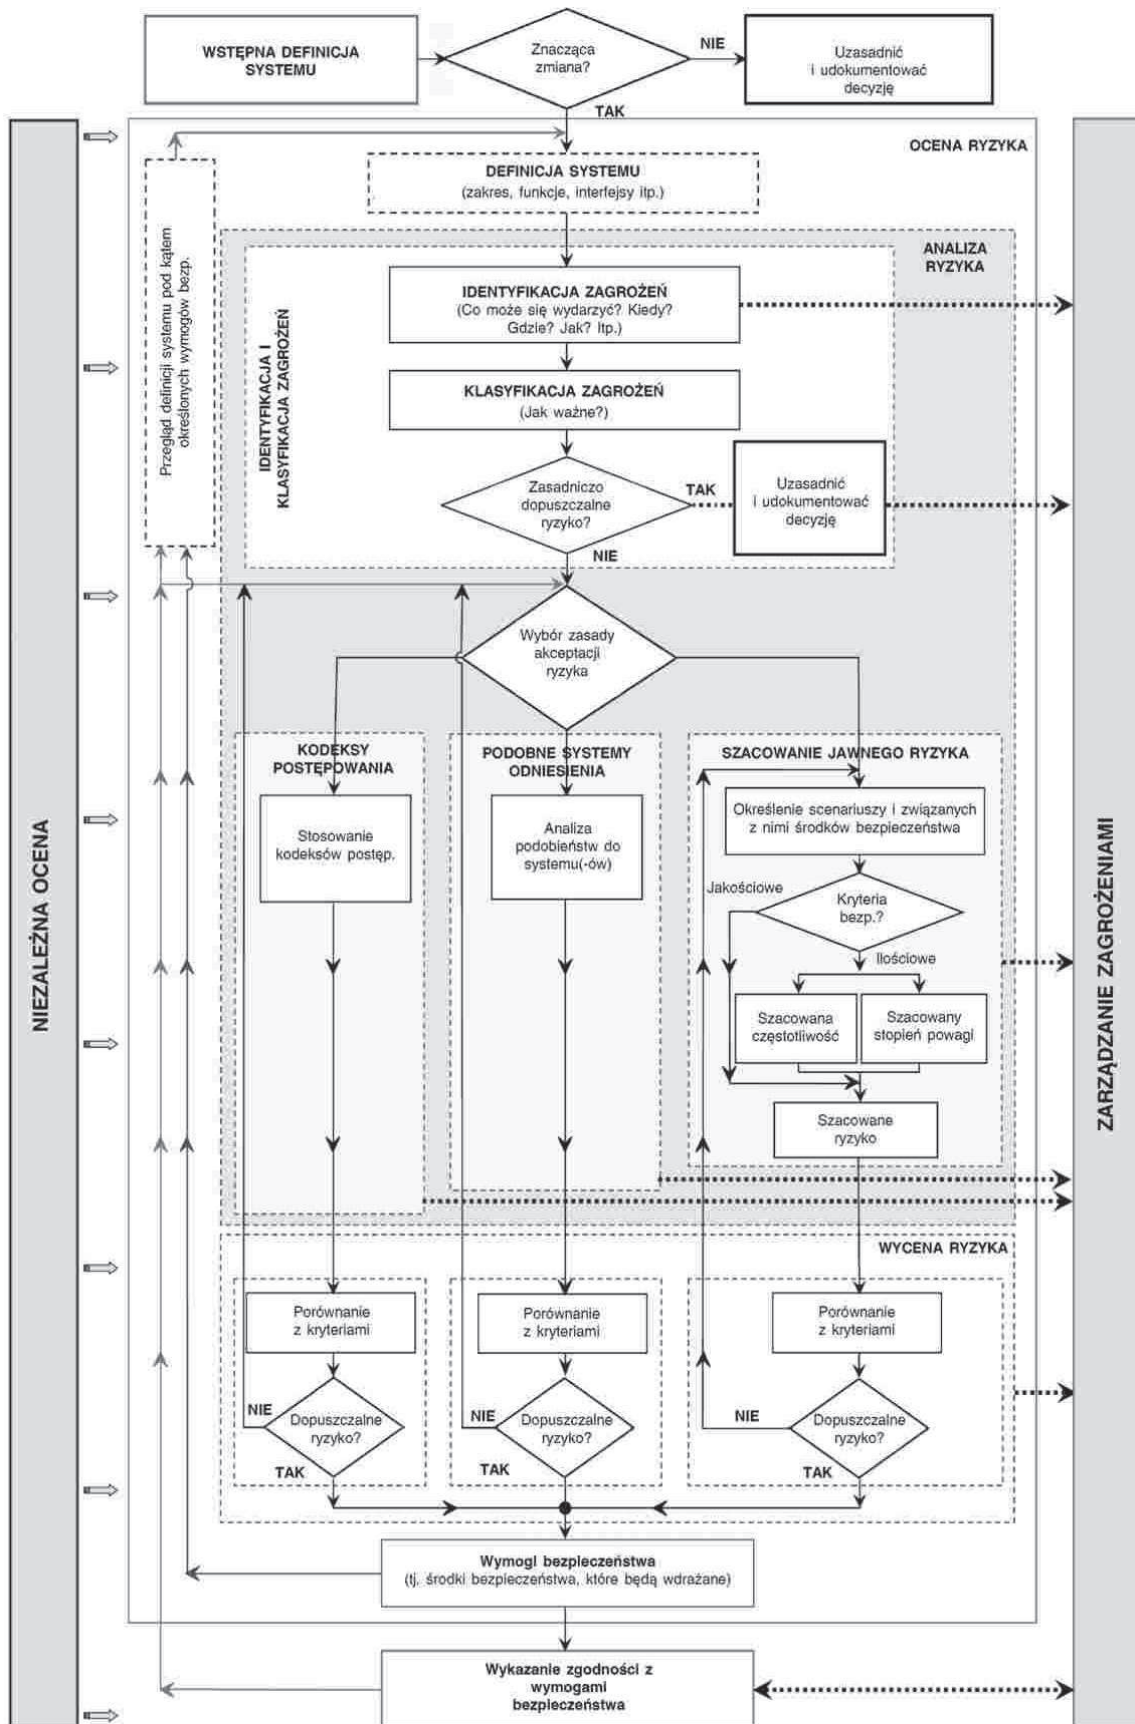 WSTĘPNA DEFINICJA
SYSTEMU
Znacząca
zmiana?
NIE
Uzasadnić
i udokumentować
decyzję
TAK
OCENA RYZYKA
DEFINICJA SYSTEMU
(zakres, funkcje, interfejsy itp.)
Przegląd definicji systemu pod kątem
określonych wymogów bezp.
ANALIZA
RYZYKA
IDENTYFIKACJA I
KLASYFIKACJA ZAGROŻEŃ
IDENTYFIKACJA ZAGROŻEŃ
(Co może się wydarzyć? Kiedy?
Gdzie? Jak? Itp.)
KLASYFIKACJA ZAGROŻEŃ
(Jak ważne?)
Zasadniczo
dopuszczalne
ryzyko?
TAK
Uzasadnić
i udokumentować
decyzję
NIE
Wybór zasady
akceptacji
ryzyka
KODEKSY
POSTĘPOWANIA
Stosowanie
kodeksów postęp.
PODOBNE SYSTEMY
ODNIESIENIA
Analiza
podobieństw do
systemu(-ów)
SZACOWANIE JAWNEGO RYZYKA
Określenie scenariuszy i związanych
z nimi środków bezpieczeństwa
Jakościowe
Kryteria
bezp.?
Ilościowe
Szacowana
częstotliwość
Szacowany
stopień powagi
Szacowane
ryzyko
WYCENA RYZYKA
Porównanie
z kryteriami
NIE
Dopuszczalne
ryzyko?
TAK
Porównanie
z kryteriami
NIE
Dopuszczalne
ryzyko?
TAK
Porównanie
z kryteriami
NIE
Dopuszczalne
ryzyko?
TAK
Wymogl bezpieczeństwa
(tj. środki bezpieczeństwa, które będą wdrażane)
Wykazanie zgodności z
wymogami
bezpieczeństwa
NIEZALEŻNA OCENA
ZARZĄDZANIE ZAGROŻENIAMI